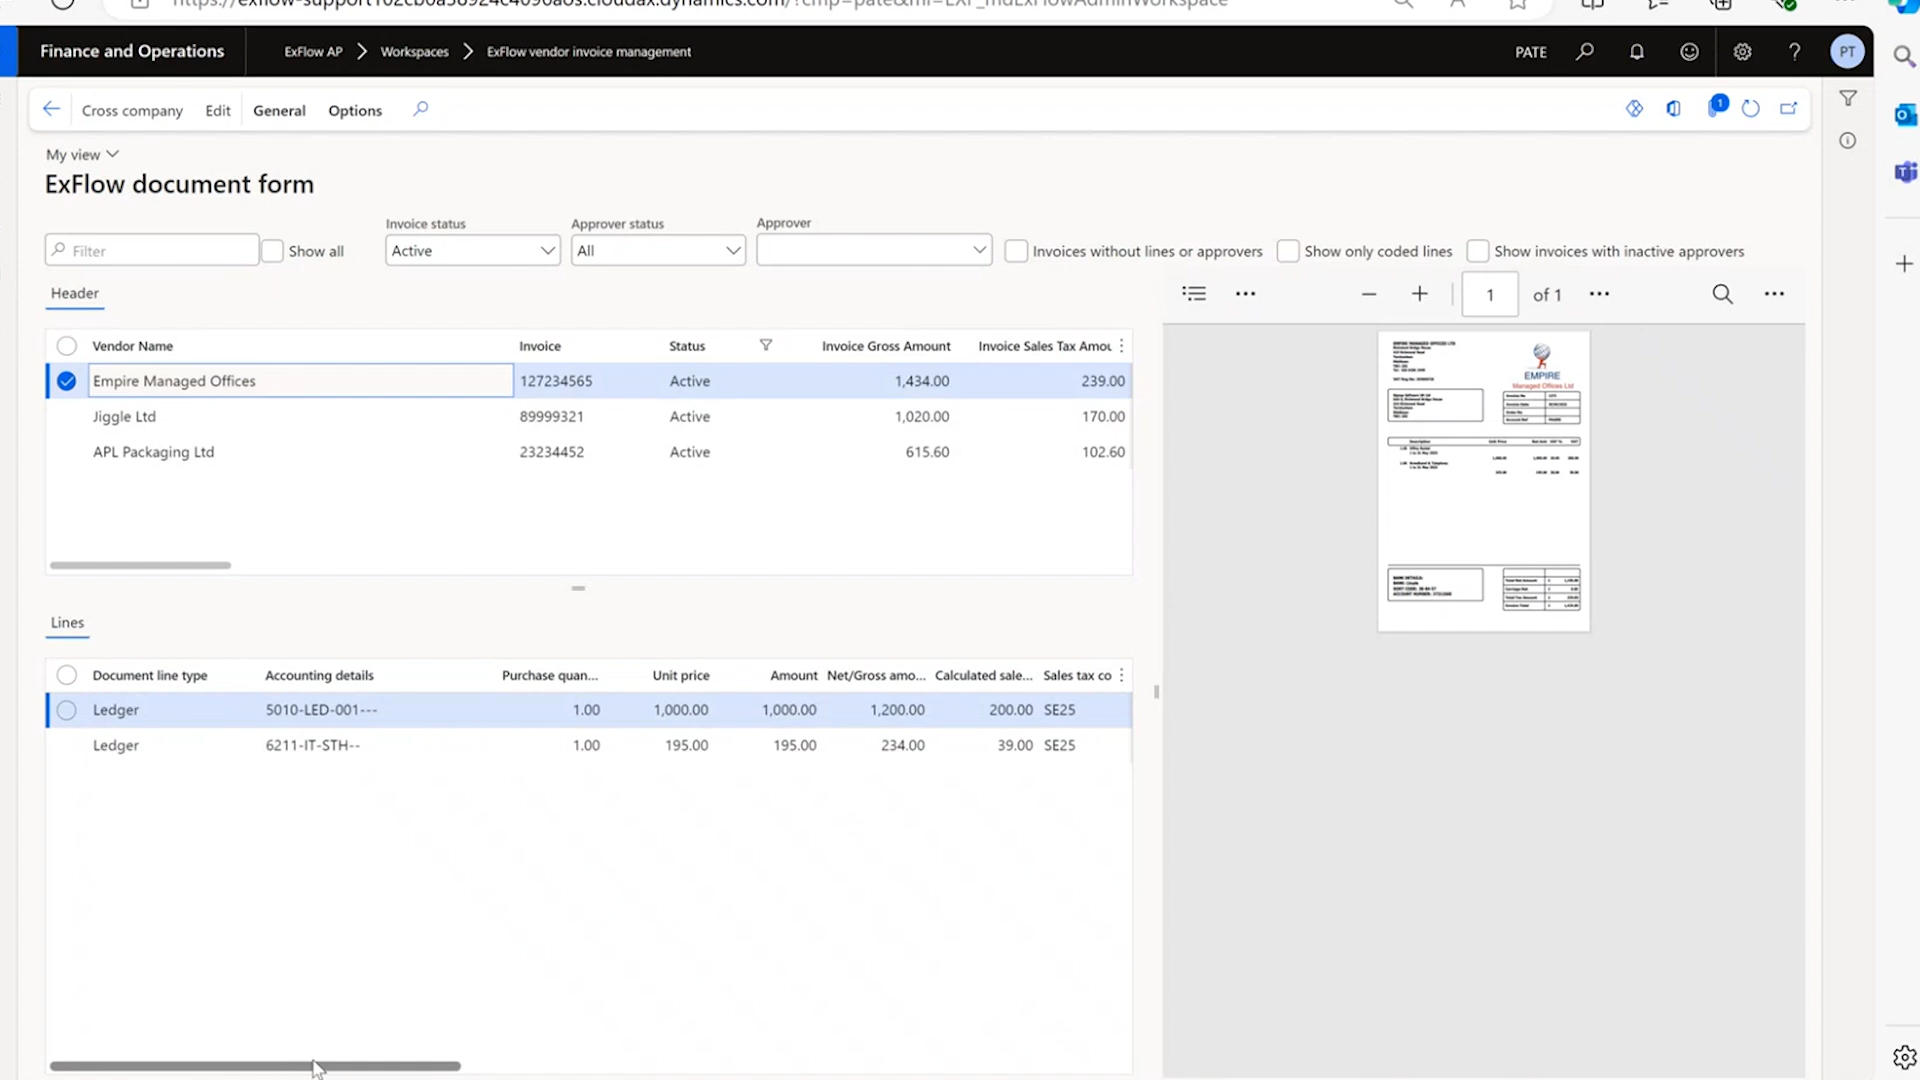 Finance and Operations
ExFlow AP > Workspaces > ExFlow vendor invoice management
PATE
PT
Cross company Edit General Options
1
My view
ExFlow document form
Filter
Show all
Invoice status
Active
Approver status
All
Approver
Invoices without lines or approvers
Show only coded lines
Show invoices with inactive approvers
Header
1 of 1
Vendor Name Invoice Status Invoice Gross Amount Invoice Sales Tax Amou
Empire Managed Offices 127234565 Active 1,434.00 239.00
Jiggle Ltd 89999321 Active 1,020.00 170.00
APL Packaging Ltd 23234452 Active 615.60 102.60
Lines
Document line type Accounting details Purchase quan... Unit price Amount Net/Gross amo... Calculated sale... Sales tax co
Ledger 5010-LED-001--- 1.00 1,000.00 1,000.00 1,200.00 200.00 SE25
Ledger 6211-IT-STH-- 1.00 195.00 195.00 234.00 39.00 SE25
EMPIRE MANAGED OFFICES LTD
EMPIRE
Managed Offices Ltd